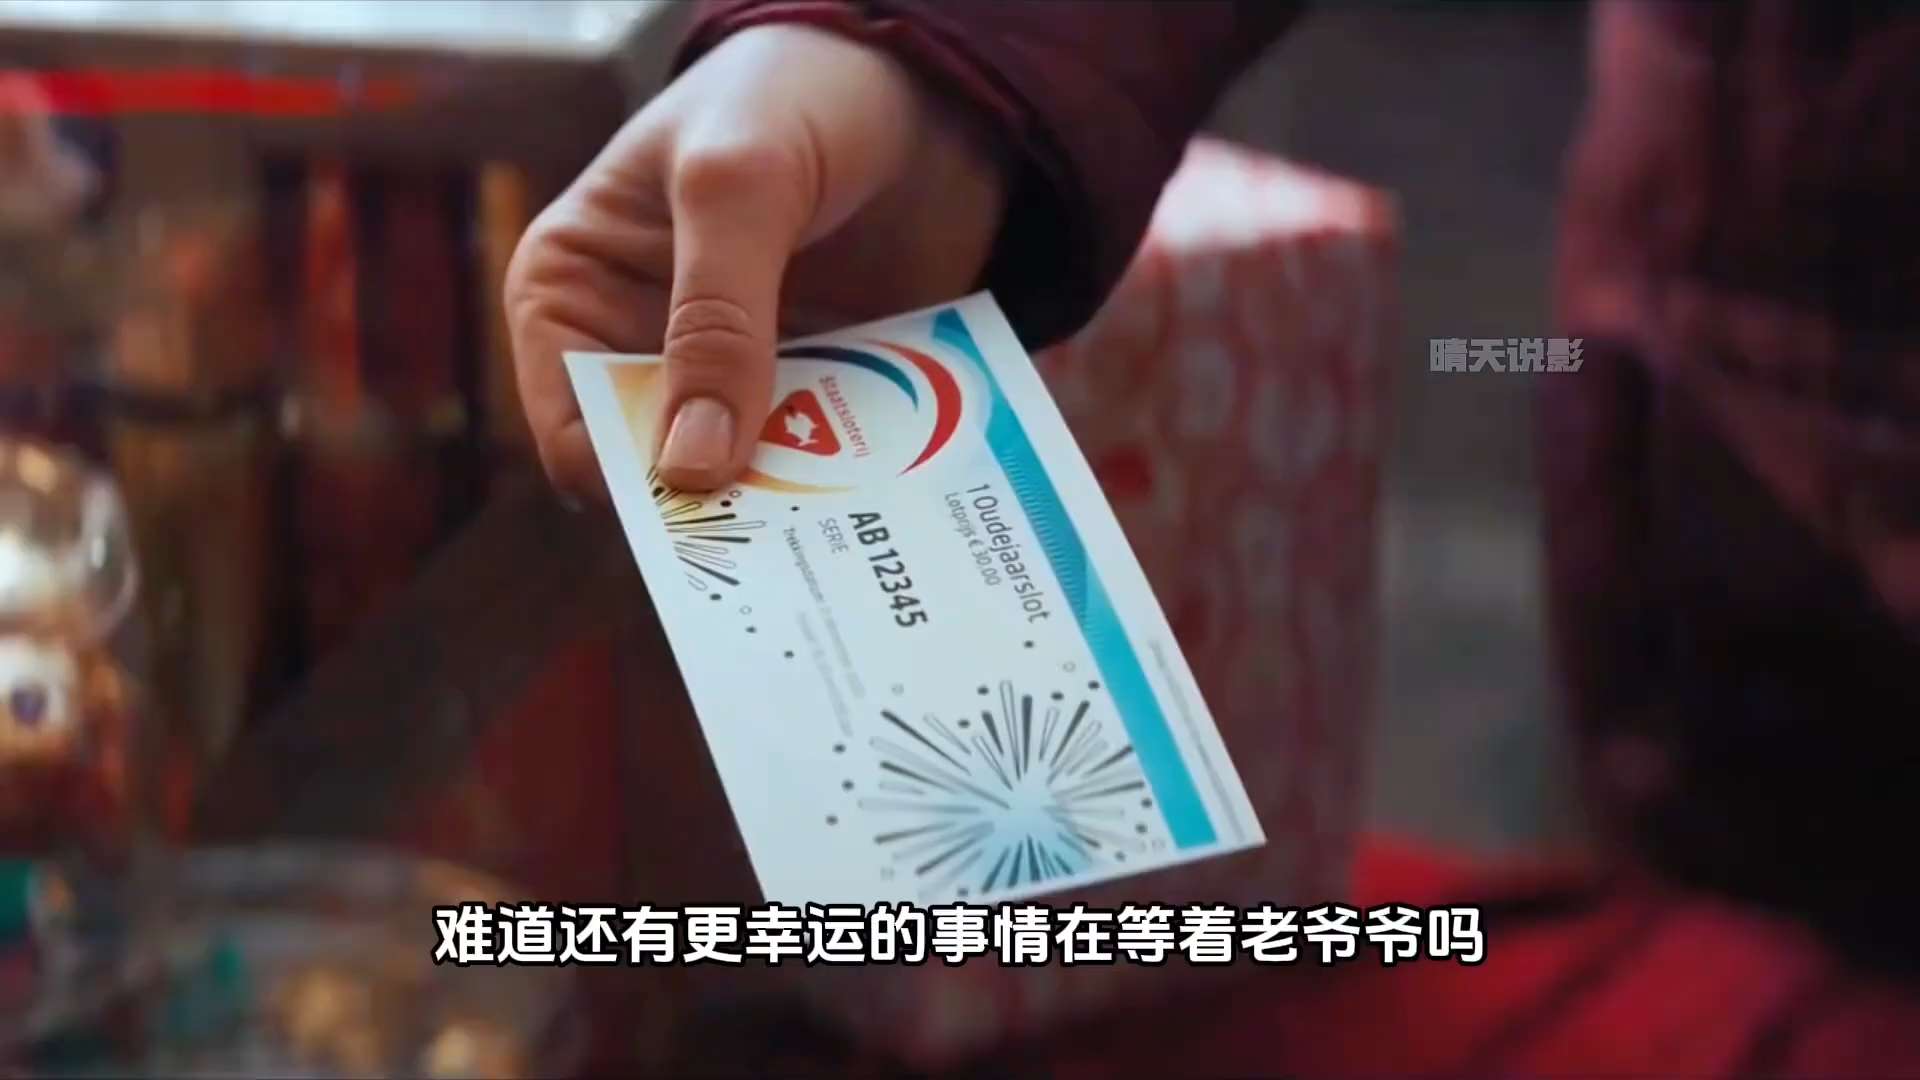 晴天说影
staatsloterij
1 Oudejaarslot
Lotprijs € 30,00
AB 12345
SERIE
难道还有更幸运的事情在等着老爷爷吗